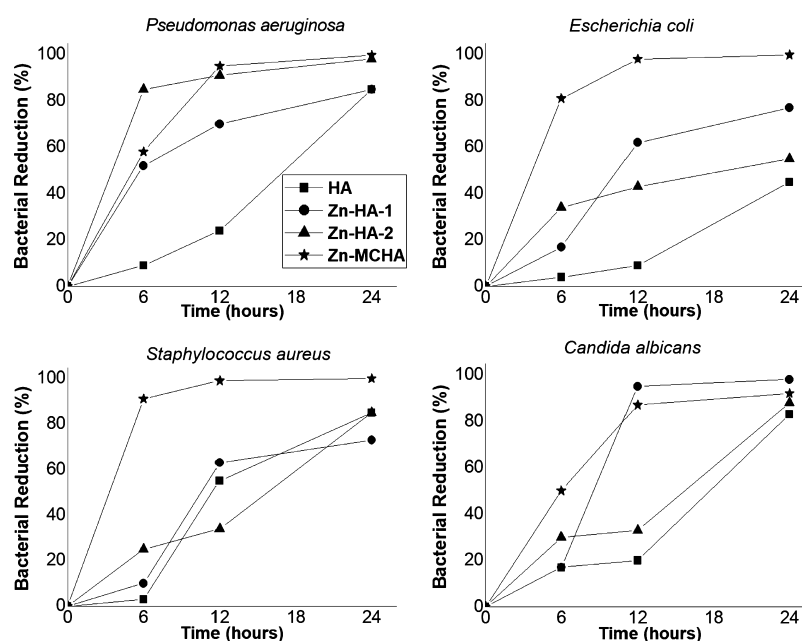 Pseudomonas aeruginosa
Bacterial Reduction (%)
100
80
60
40
20
0
0 6 12 18 24
Time (hours)
HA
Zn-HA-1
Zn-HA-2
Zn-MCHA
Escherichia coli
Bacterial Reduction (%)
100
80
60
40
20
0
0 6 12 18 24
Time (hours)
Staphylococcus aureus
Bacterial Reduction (%)
100
80
60
40
20
0
0 6 12 18 24
Time (hours)
Candida albicans
Bacterial Reduction (%)
100
80
60
40
20
0
0 6 12 18 24
Time (hours)